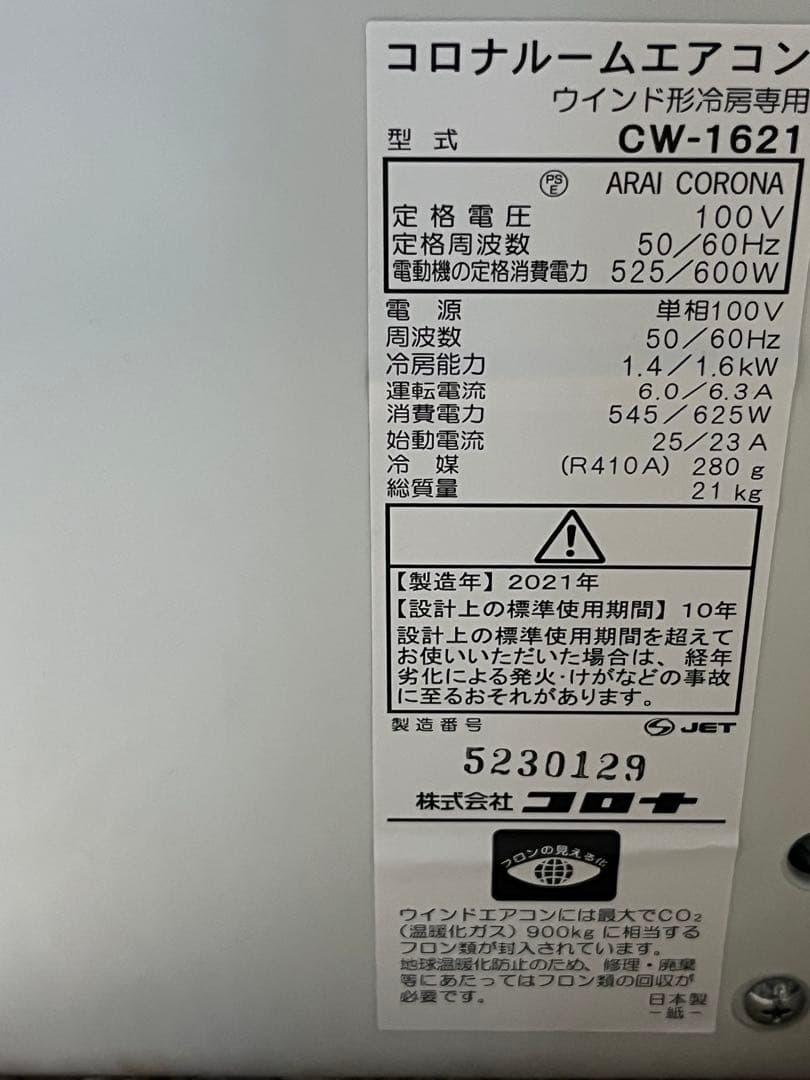 コロナルームエアコン
ウインド形冷房専用
型式 CW-1621
PSE ARAI CORONA
定格電圧 100V
定格周波数 50/60Hz
電動機の定格消費電力 525/600W
電源 単相100V
周波数 50/60Hz
冷房能力 1.4/1.6kW
運転電流 6.0/6.3A
消費電力 545/625W
始動電流 25/23A
冷媒 (R410A) 280g
総質量 21kg
【製造年】2021年
【設計上の標準使用期間】10年
設計上の標準使用期間を超えて
お使いいただいた場合は、経年
劣化による発火・けがなどの事故
に至るおそれがあります。
製造番号 JET
5230129
株式会社 コロナ
フロンの見える化
ウインドエアコンには最大でCO₂
(温暖化ガス) 900kgに相当する
フロン類が封入されています。
地球温暖化防止のため、修理・廃棄
等にあたってはフロン類の回収が
必要です。 日本製
-紙-